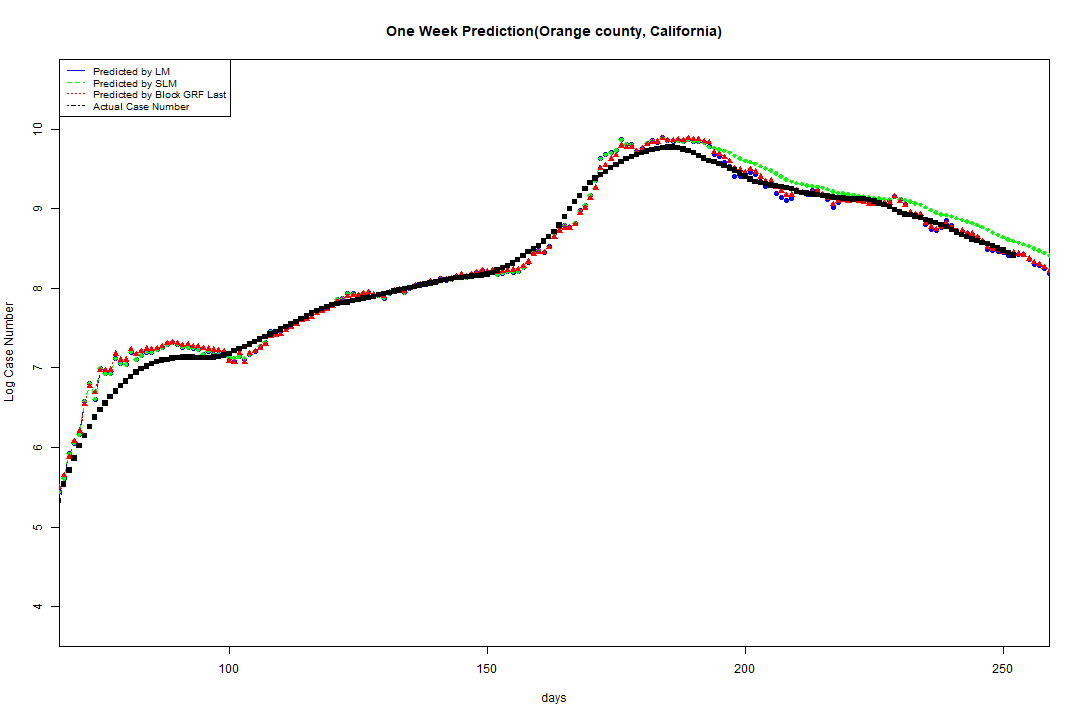 One Week Prediction(Orange county, California)
Predicted by LM
Predicted by SLM
Predicted by Block GRF Last
Actual Case Number
10
9
8
7
6
5
4
Log Case Number
100 150 200 250
days